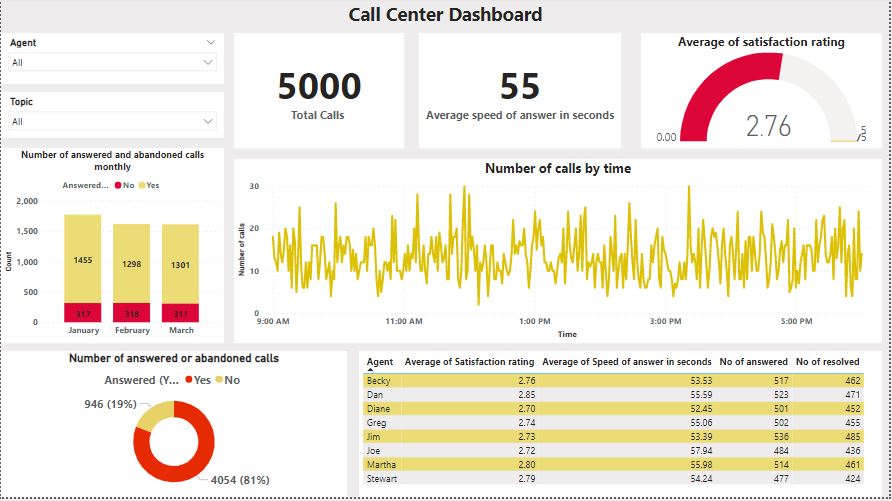 Call Center Dashboard
Agent
All
Topic
All
5000
Total Calls
55
Average speed of answer in seconds
Average of satisfaction rating
2.76
0.00
5
/5
Number of answered and abandoned calls
monthly
Answered... No Yes
2,000
1,500
1,000
500
0
Count
1455
1298
1301
317
318
311
January February March
Number of calls by time
30
20
10
0
Number of calls
9:00 AM 11:00 AM 1:00 PM 3:00 PM 5:00 PM
Time
Number of answered or abandoned calls
Answered (Y... Yes No
946 (19%)
4054 (81%)
Agent Average of Satisfaction rating Average of Speed of answer in seconds No of answered No of resolved
Becky 2.76 53.53 517 462
Dan 2.85 55.59 523 471
Diane 2.70 52.45 501 452
Greg 2.74 55.06 502 455
Jim 2.73 53.39 536 485
Joe 2.72 57.94 484 436
Martha 2.80 55.98 514 461
Stewart 2.79 54.24 477 424